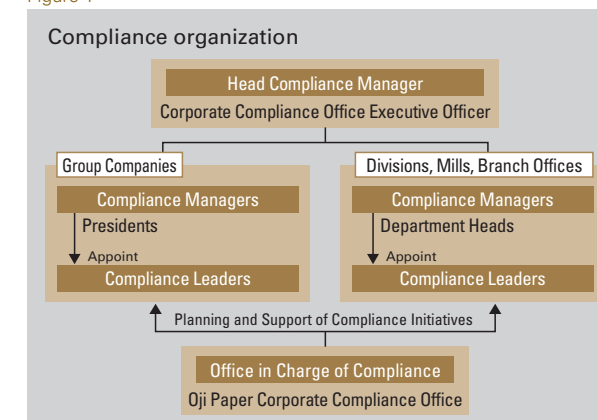 Compliance organization
Head Compliance Manager
Corporate Compliance Office Executive Officer
Group Companies
Compliance Managers
Presidents
Appoint
Compliance Leaders
Divisions, Mills, Branch Offices
Compliance Managers
Department Heads
Appoint
Compliance Leaders
Planning and Support of Compliance Initiatives
Office in Charge of Compliance
Oji Paper Corporate Compliance Office